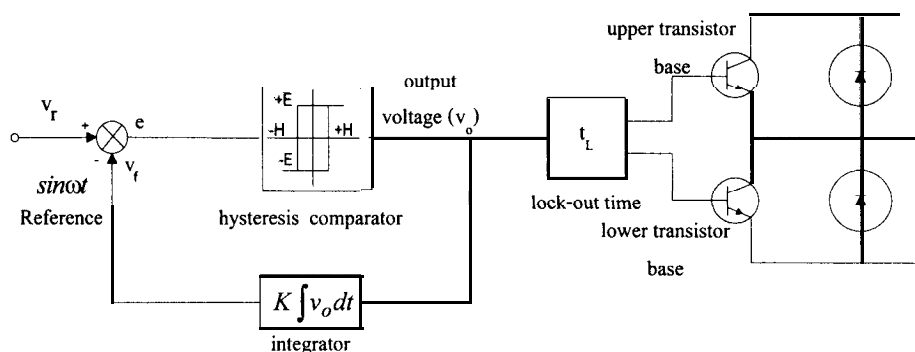 upper transistor
base
output
voltage (v_o)
v_r
+
e
+E
-H
+H
-E
-
v_f
sinωt
Reference
hysteresis comparator
t_L
lock-out time
lower transistor
base
K∫v_o dt
integrator